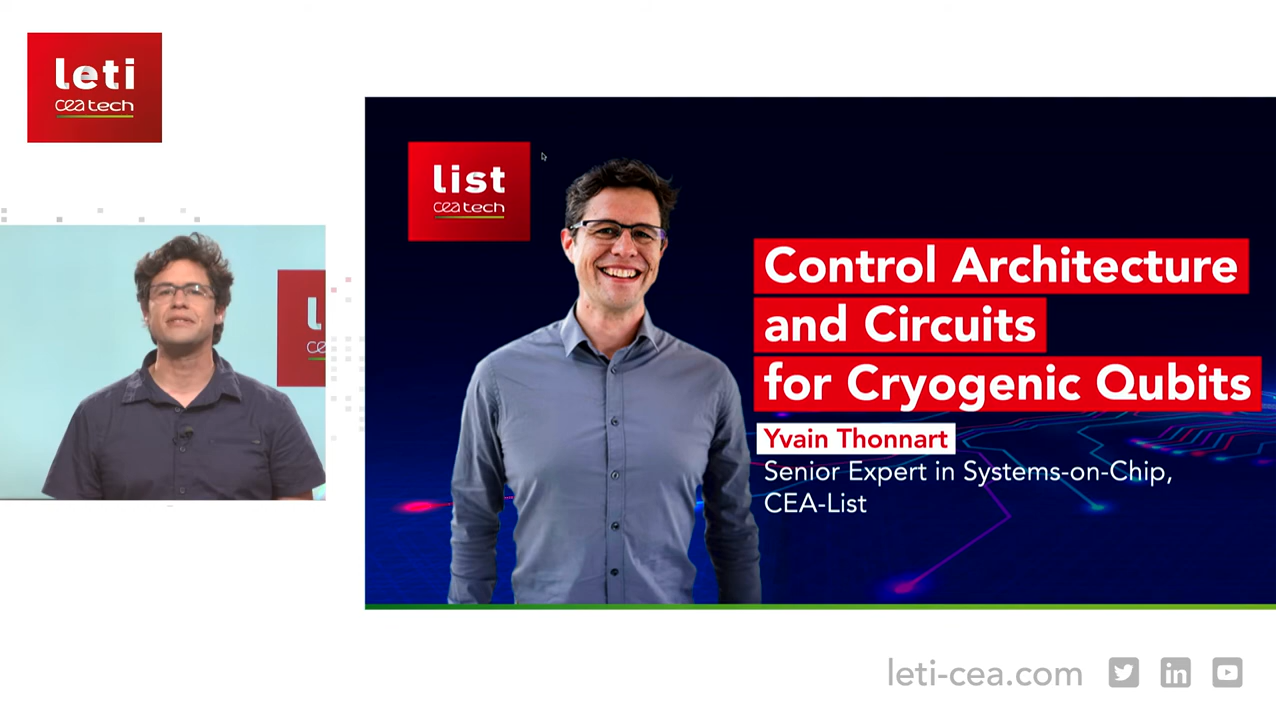 leti
cea tech
list
cea tech
Control Architecture
and Circuits
for Cryogenic Qubits
Yvain Thonnart
Senior Expert in Systems-on-Chip,
CEA-List
leti-cea.com